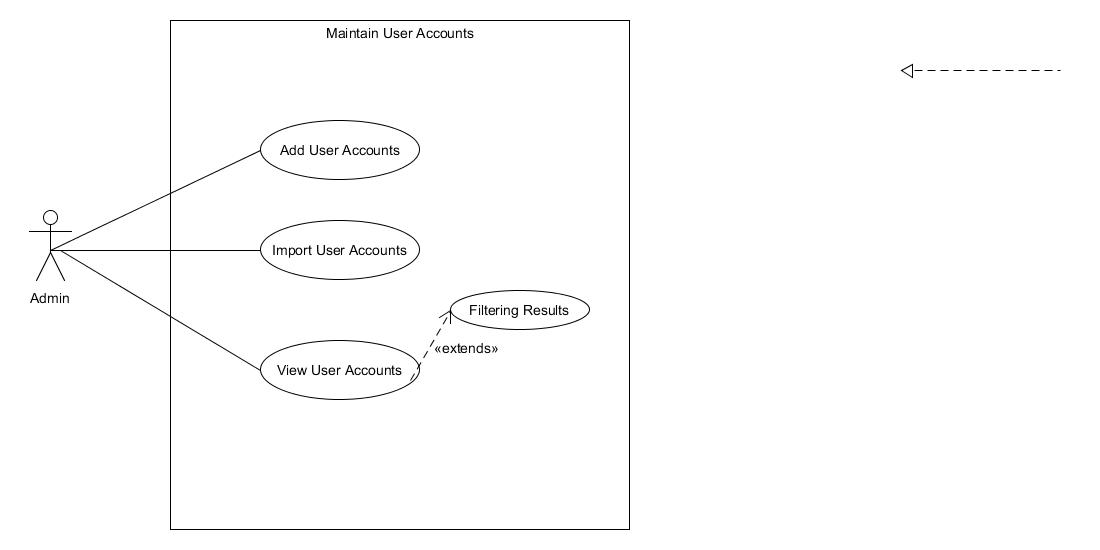 Maintain User Accounts
Add User Accounts
Import User Accounts
Admin
Filtering Results
«extends»
View User Accounts